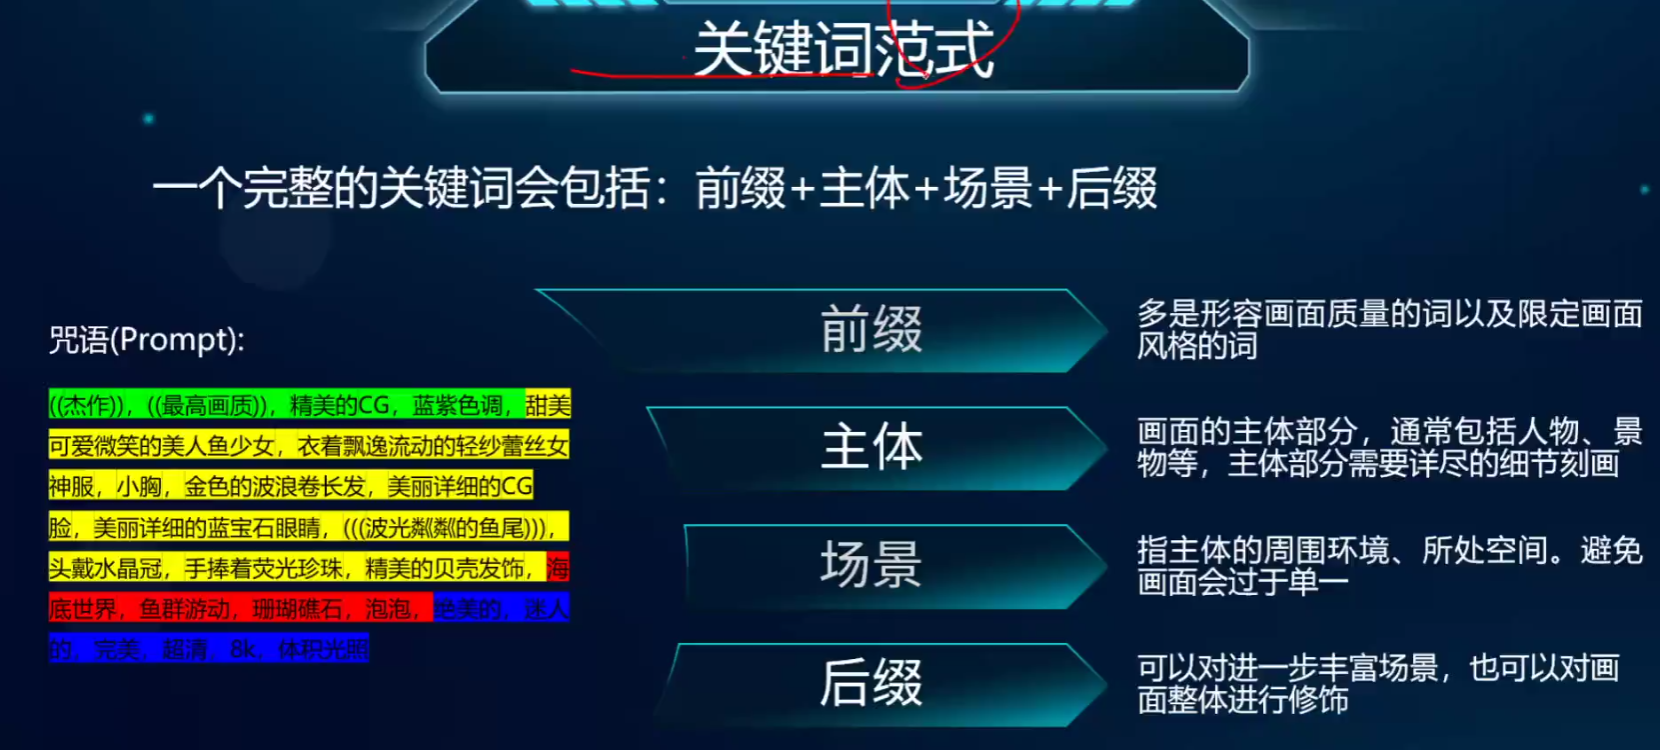 关键词范式
一个完整的关键词会包括：前缀+主体+场景+后缀
咒语(Prompt):
((杰作))，((最高画质))，精美的CG，蓝紫色调，甜美
可爱微笑的美人鱼少女，衣着飘逸流动的轻纱蕾丝女
神服，小胸，金色的波浪卷长发，美丽详细的CG
脸，美丽详细的蓝宝石眼睛，(((波光粼粼的鱼尾)))，
头戴水晶冠，手捧着荧光珍珠，精美的贝壳发饰，海
底世界，鱼群游动，珊瑚礁石，泡泡，绝美的，迷人
的，完美，超清，8k，体积光照
前缀
多是形容画面质量的词以及限定画面
风格的词
主体
画面的主体部分，通常包括人物、景
物等，主体部分需要详尽的细节刻画
场景
指主体的周围环境、所处空间。避免
画面会过于单一
后缀
可以对进一步丰富场景，也可以对画
面整体进行修饰